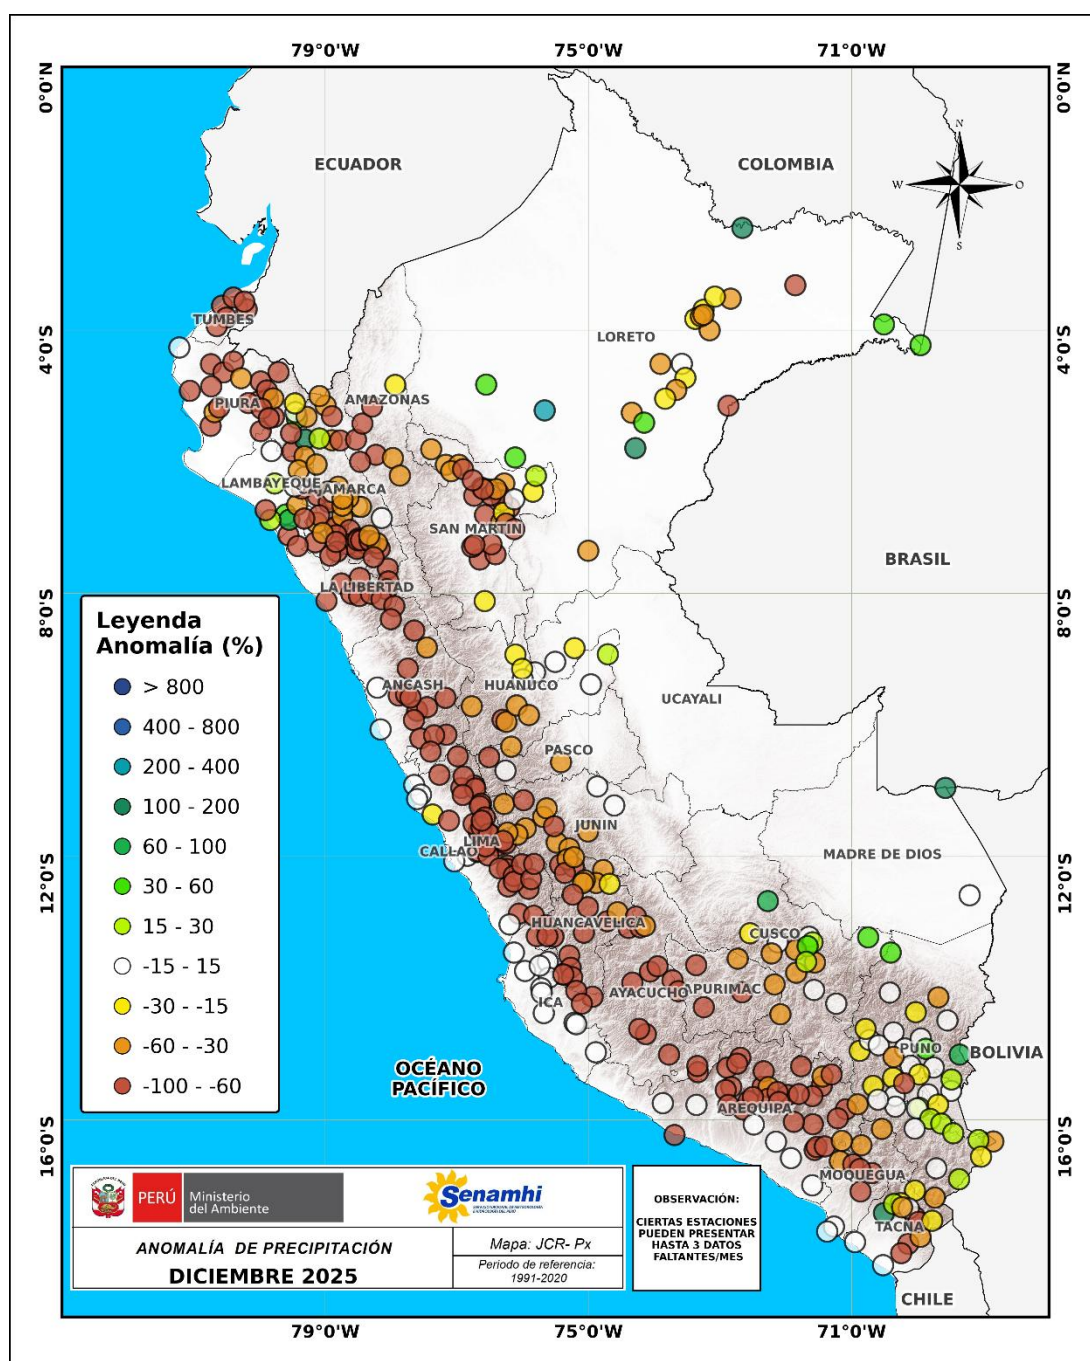 79°0'W 75°0'W 71°0'W
0°0'N 0°0'N
N
W O
S
ECUADOR
COLOMBIA
TUMBES
LORETO
4°0'S 4°0'S
PIURA
AMAZONAS
LAMBAYEQUE
CAJAMARCA
SAN MARTIN
BRASIL
LA LIBERTAD
8°0'S 8°0'S
ANCASH
HUANUCO
UCAYALI
PASCO
JUNIN
LIMA
CALLAO
MADRE DE DIOS
12°0'S 12°0'S
HUANCAVELICA
CUSCO
AYACUCHO
APURIMAC
ICA
PUNO
BOLIVIA
OCÉANO
PACÍFICO
AREQUIPA
16°0'S 16°0'S
MOQUEGUA
TACNA
CHILE
Leyenda
Anomalía (%)
> 800
400 - 800
200 - 400
100 - 200
60 - 100
30 - 60
15 - 30
-15 - 15
-30 - -15
-60 - -30
-100 - -60
PERÚ
Ministerio
del Ambiente
Senamhi
ANOMALÍA DE PRECIPITACIÓN
DICIEMBRE 2025
Mapa: JCR- Px
Periodo de referencia:
1991-2020
OBSERVACIÓN:
CIERTAS ESTACIONES
PUEDEN PRESENTAR
HASTA 3 DATOS
FALTANTES/MES
79°0'W 75°0'W 71°0'W